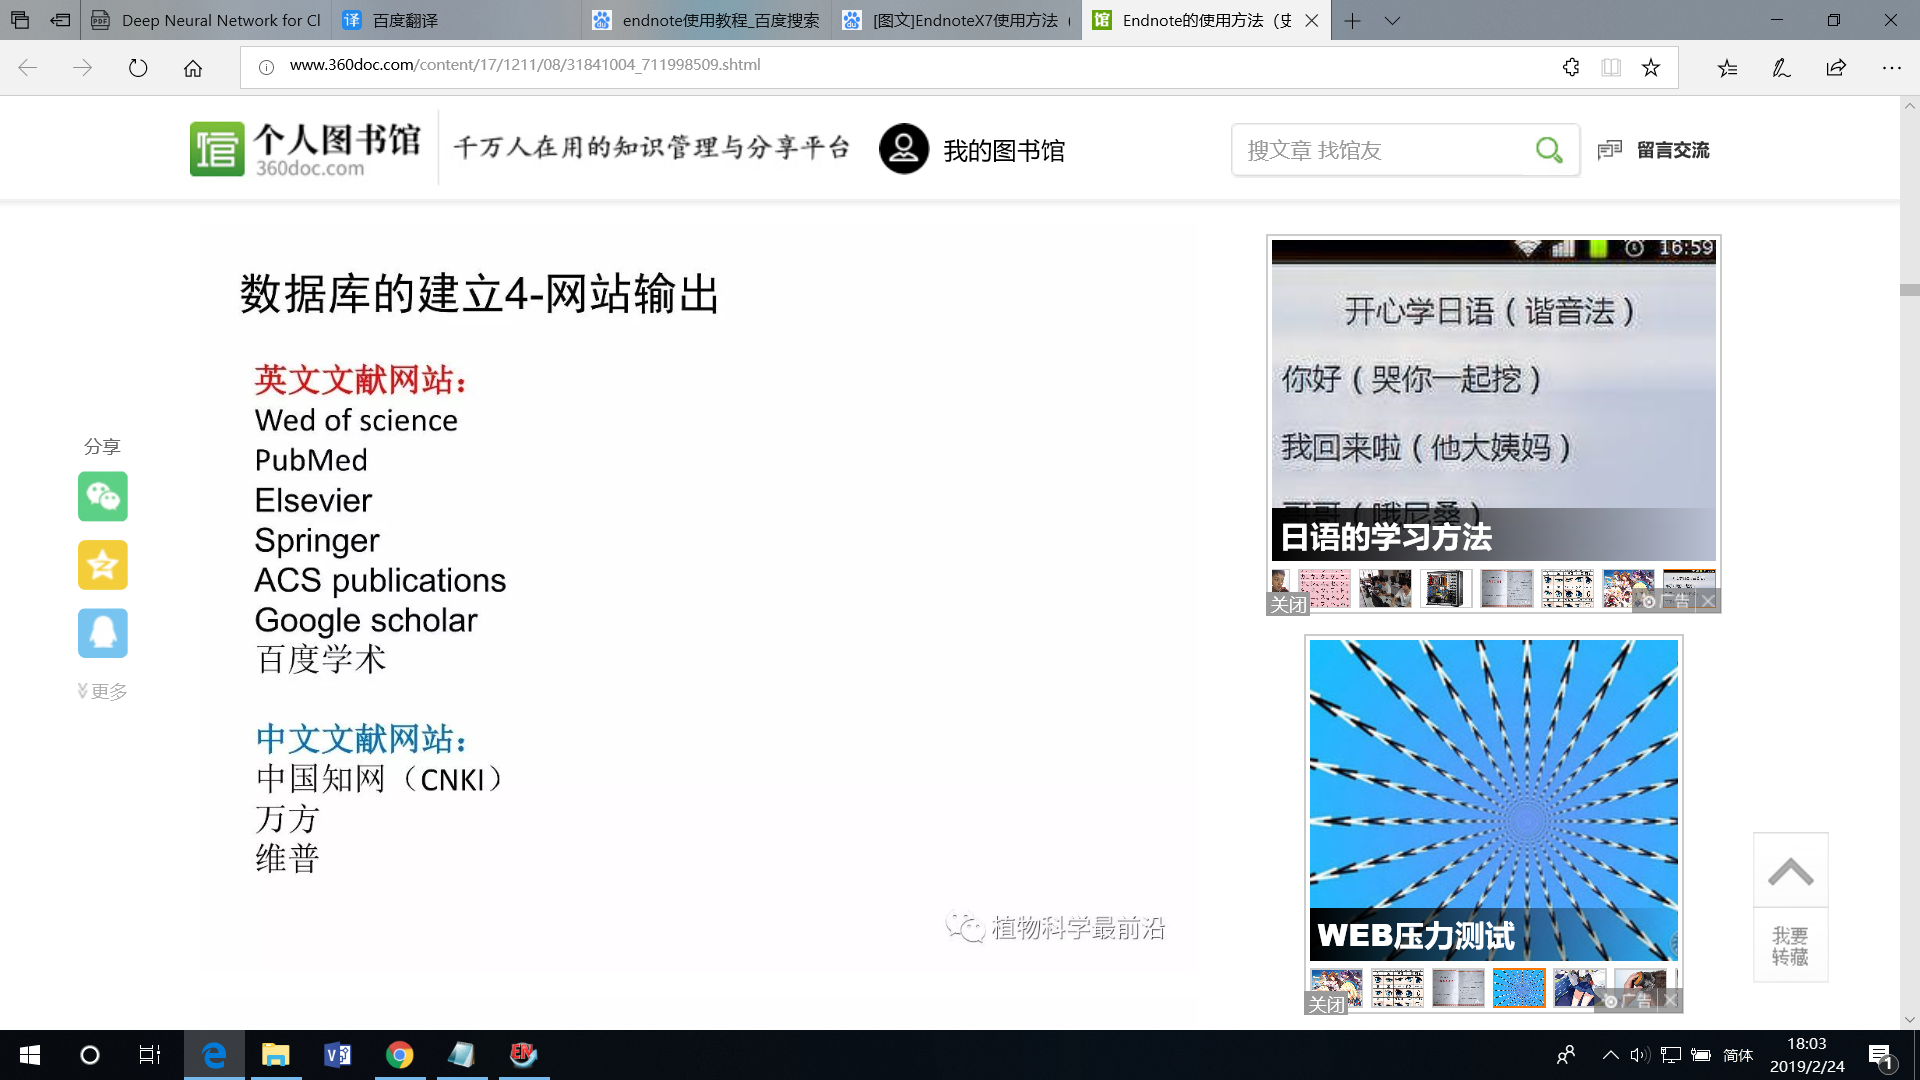 Deep Neural Network for Cl
百度翻译
endnote使用教程_百度搜索
[图文]EndnoteX7使用方法（
Endnote的使用方法（史
www.360doc.com/content/17/1211/08/31841004_711998509.shtml
个人图书馆
360doc.com
千万人在用的知识管理与分享平台
我的图书馆
搜文章 找馆友
留言交流
数据库的建立4-网站输出
英文文献网站：
Wed of science
PubMed
Elsevier
Springer
ACS publications
Google scholar
百度学术
中文文献网站：
中国知网（CNKI）
万方
维普
植物科学最前沿
分享
更多
16:59
开心学日语（谐音法）
你好（哭你一起挖）
我回来啦（他大姨妈）
哥哥（哦尼桑）
日语的学习方法
关闭
广告
WEB压力测试
关闭
广告
我要
转藏
简体
18:03
2019/2/24
1